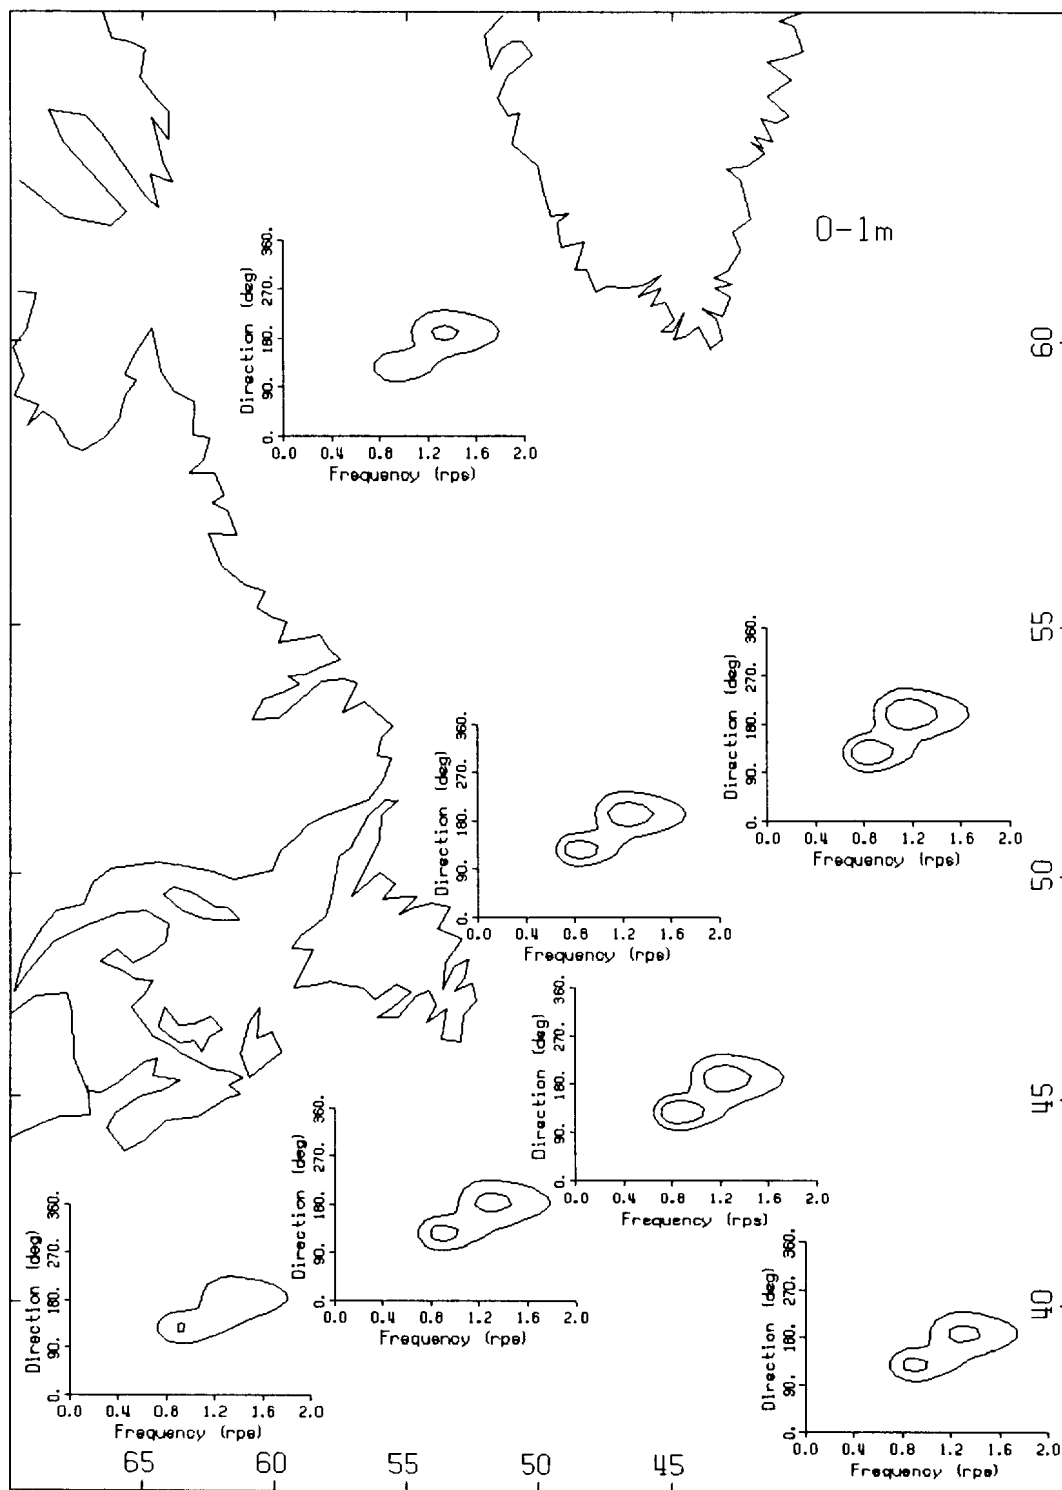 0-1m
360.
270.
180.
90.
0.
Direction (deg)
0.0 0.4 0.8 1.2 1.6 2.0
Frequency (rps)
60
55
360.
270.
180.
90.
0.
Direction (deg)
0.0 0.4 0.8 1.2 1.6 2.0
Frequency (rps)
360.
270.
180.
90.
0.
Direction (deg)
0.0 0.4 0.8 1.2 1.6 2.0
Frequency (rps)
50
360.
270.
180.
90.
0.
Direction (deg)
0.0 0.4 0.8 1.2 1.6 2.0
Frequency (rps)
45
360.
270.
180.
90.
0.
Direction (deg)
0.0 0.4 0.8 1.2 1.6 2.0
Frequency (rps)
360.
270.
180.
90.
0.
Direction (deg)
0.0 0.4 0.8 1.2 1.6 2.0
Frequency (rps)
360.
270.
180.
90.
0.
Direction (deg)
0.0 0.4 0.8 1.2 1.6 2.0
Frequency (rps)
40
65 60 55 50 45